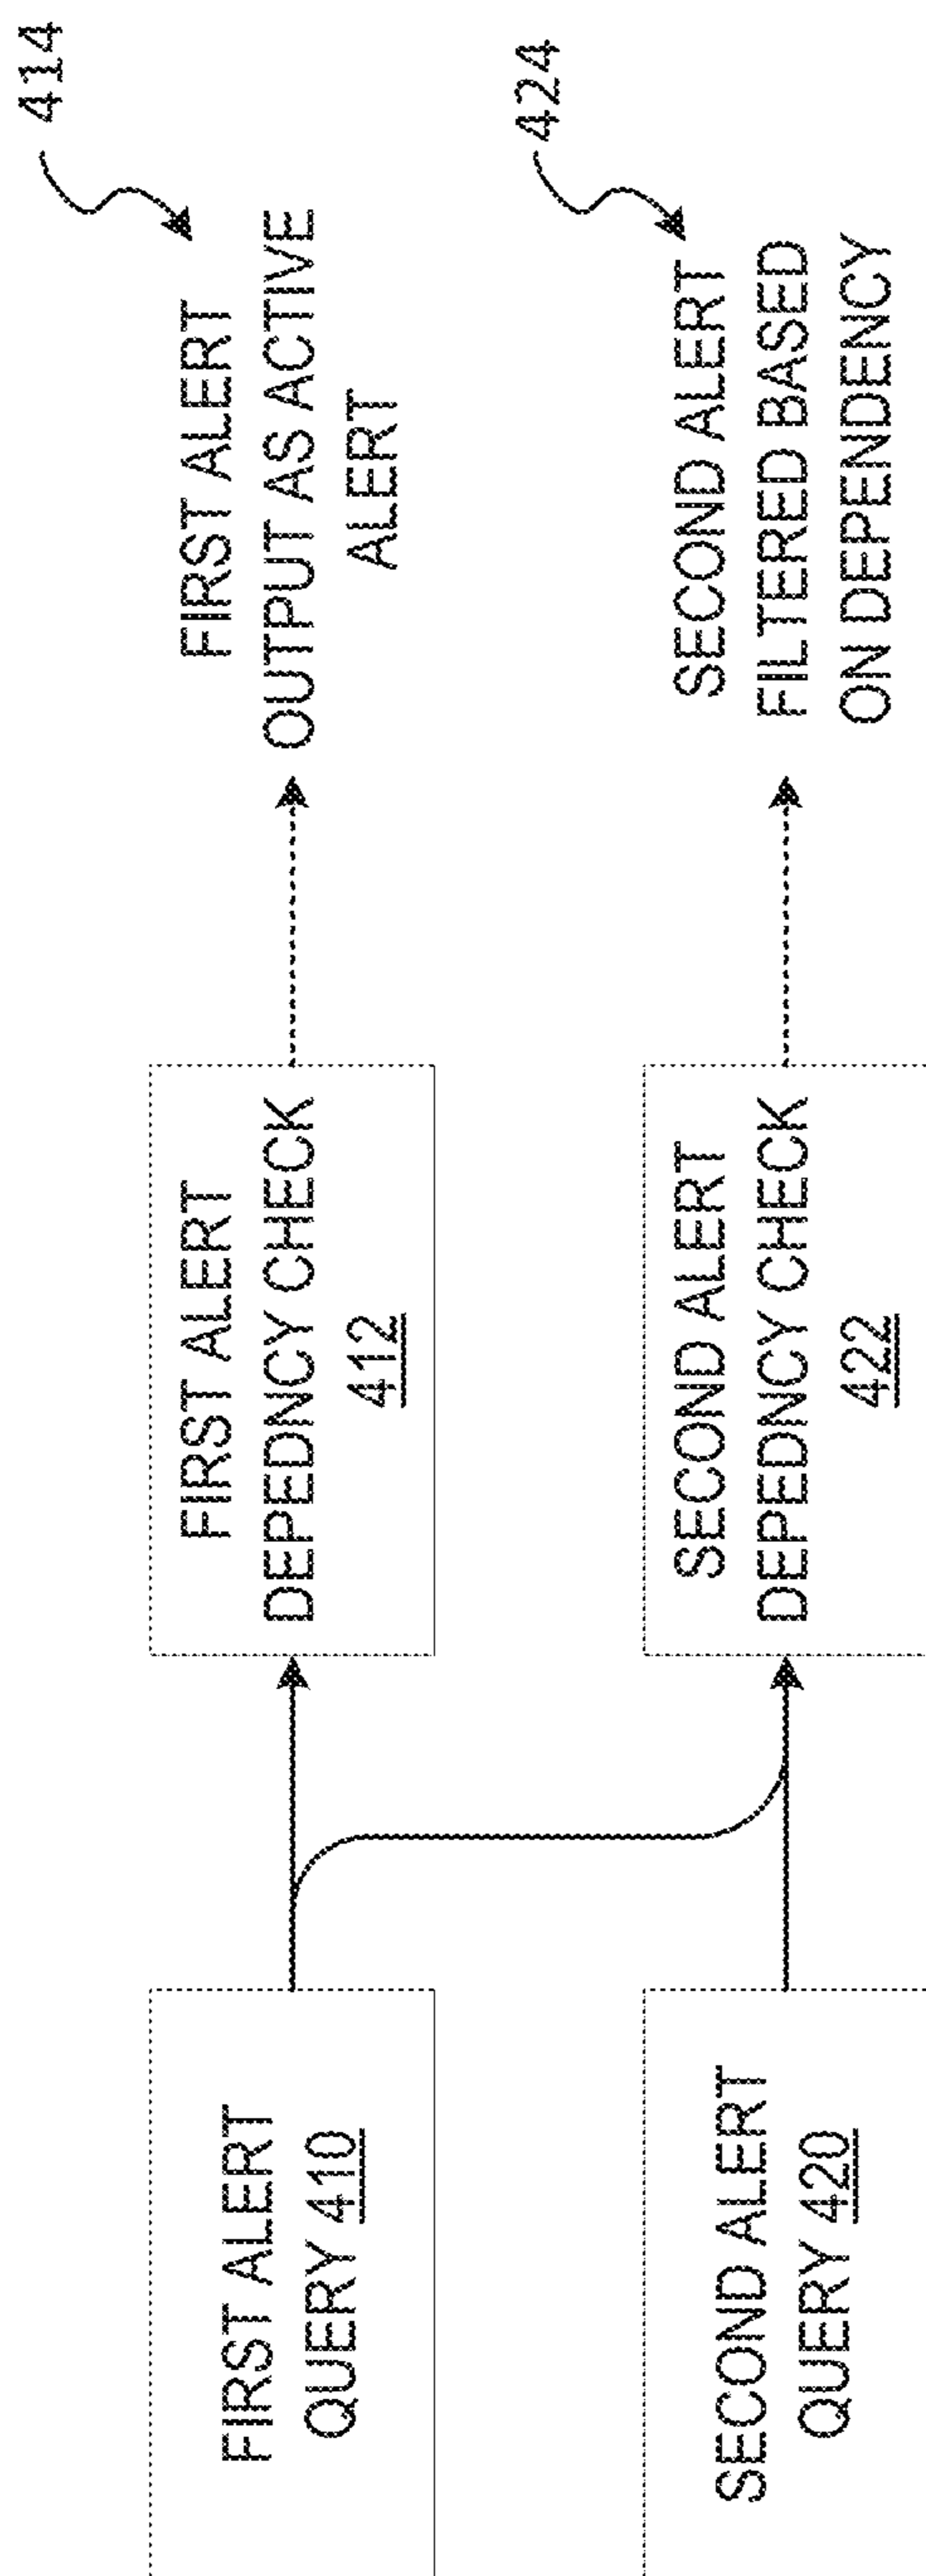 FIRST ALERT
QUERY 410
FIRST ALERT
DEPEDNCY CHECK
412
FIRST ALERT
OUTPUT AS ACTIVE
ALERT
414
SECOND ALERT
QUERY 420
SECOND ALERT
DEPEDNCY CHECK
422
SECOND ALERT
FILTERED BASED
ON DEPENDENCY
424